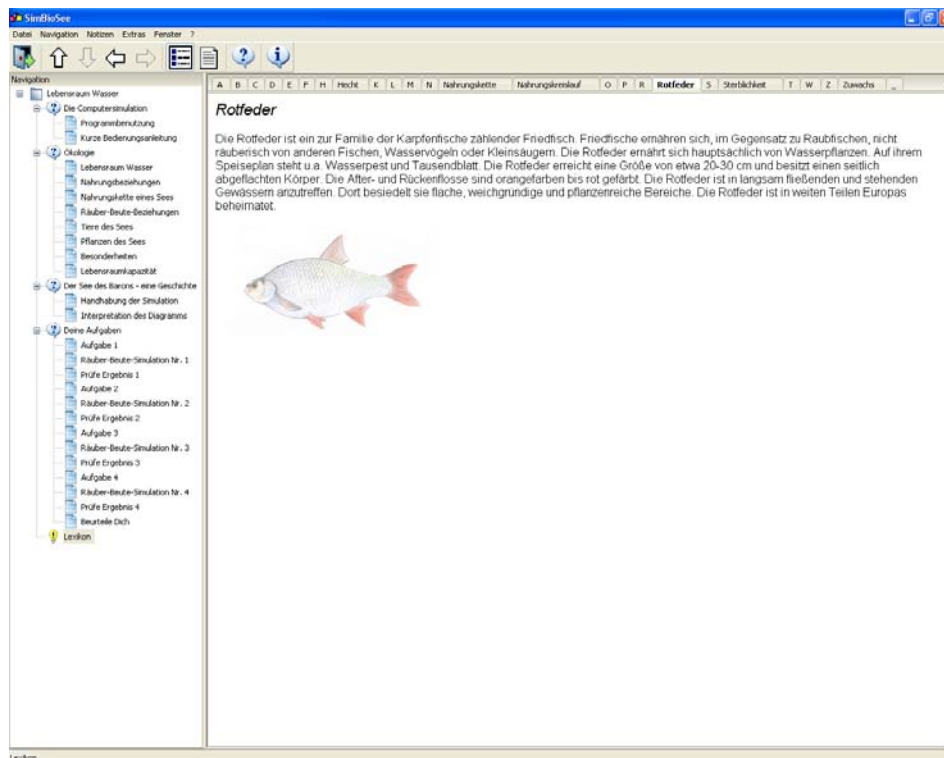 SimBioSee
Datei Navigation Notizen Extras Fenster ?
Navigation
Lebensraum Wasser
Die Computersimulation
Programmbenutzung
Kurze Bedienungsanleitung
Ökologie
Lebensraum Wasser
Nahrungsbeziehungen
Nahrungskette eines Sees
Räuber-Beute-Beziehungen
Tiere des Sees
Pflanzen des Sees
Besonderheiten
Lebensraumkapazität
Der See des Barons - eine Geschichte
Handhabung der Simulation
Interpretation des Diagramms
Deine Aufgaben
Aufgabe 1
Räuber-Beute-Simulation Nr. 1
Prüfe Ergebnis 1
Aufgabe 2
Räuber-Beute-Simulation Nr. 2
Prüfe Ergebnis 2
Aufgabe 3
Räuber-Beute-Simulation Nr. 3
Prüfe Ergebnis 3
Aufgabe 4
Räuber-Beute-Simulation Nr. 4
Prüfe Ergebnis 4
Beurteile Dich
Lexikon
A B C D E F H Hecht K L M N Nahrungskette Nahrungskreislauf O P R Rotfeder S Sterblichkeit T W Z Zuwachs _
Rotfeder
Die Rotfeder ist ein zur Familie der Karpfenfische zählender Friedfisch. Friedfische ernähren sich, im Gegensatz zu Raubfischen, nicht
räuberisch von anderen Fischen, Wasservögeln oder Kleinsäugern. Die Rotfeder ernährt sich hauptsächlich von Wasserpflanzen. Auf ihrem
Speiseplan steht u.a. Wasserpest und Tausendblatt. Die Rotfeder erreicht eine Größe von etwa 20-30 cm und besitzt einen seitlich
abgeflachten Körper. Die After- und Rückenflosse sind orangefarben bis rot gefärbt. Die Rotfeder ist in langsam fließenden und stehenden
Gewässern anzutreffen. Dort besiedelt sie flache, weichgründige und pflanzenreiche Bereiche. Die Rotfeder ist in weiten Teilen Europas
beheimatet.
Lexikon